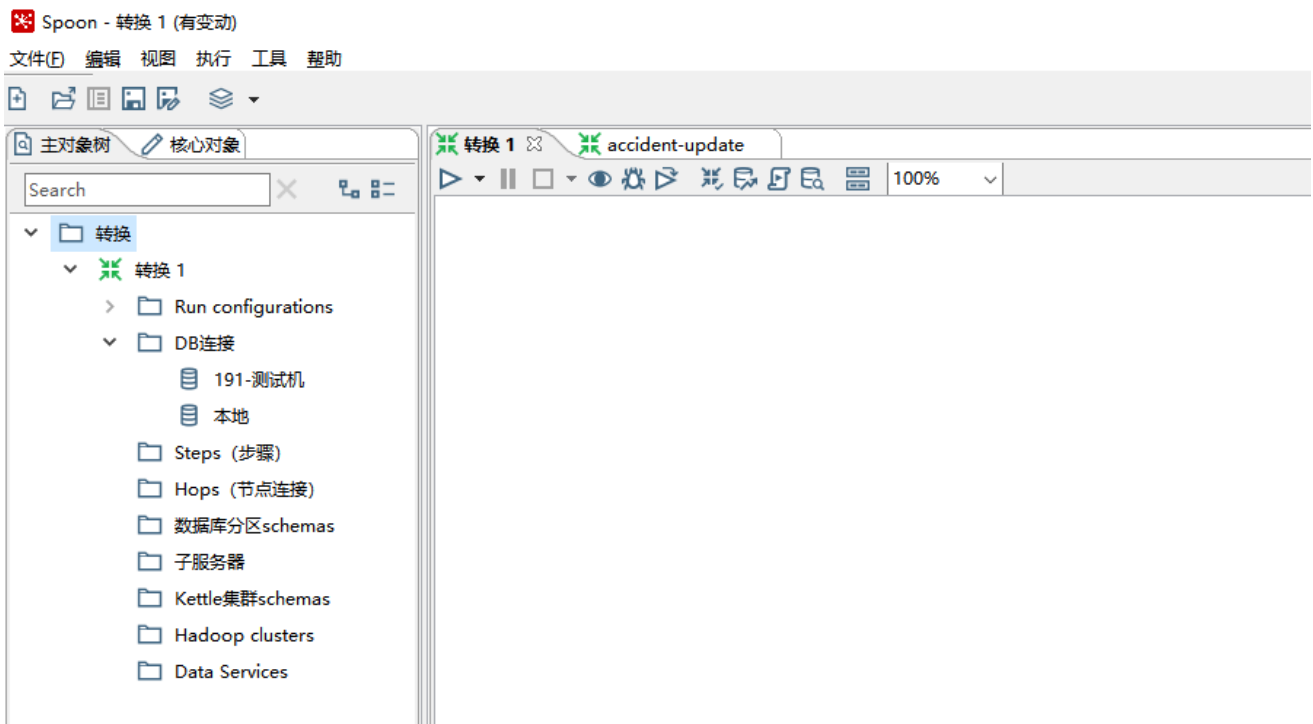 Spoon - 转换 1 (有变动)
文件(F) 编辑 视图 执行 工具 帮助
主对象树 核心对象
转换 1 accident-update
Search
100%
转换
转换 1
Run configurations
DB连接
191-测试机
本地
Steps（步骤）
Hops（节点连接）
数据库分区schemas
子服务器
Kettle集群schemas
Hadoop clusters
Data Services